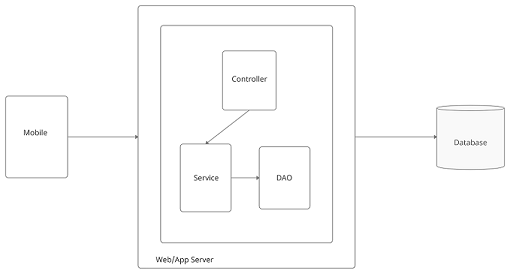 Controller
Mobile
Database
Service
DAO
Web/App Server